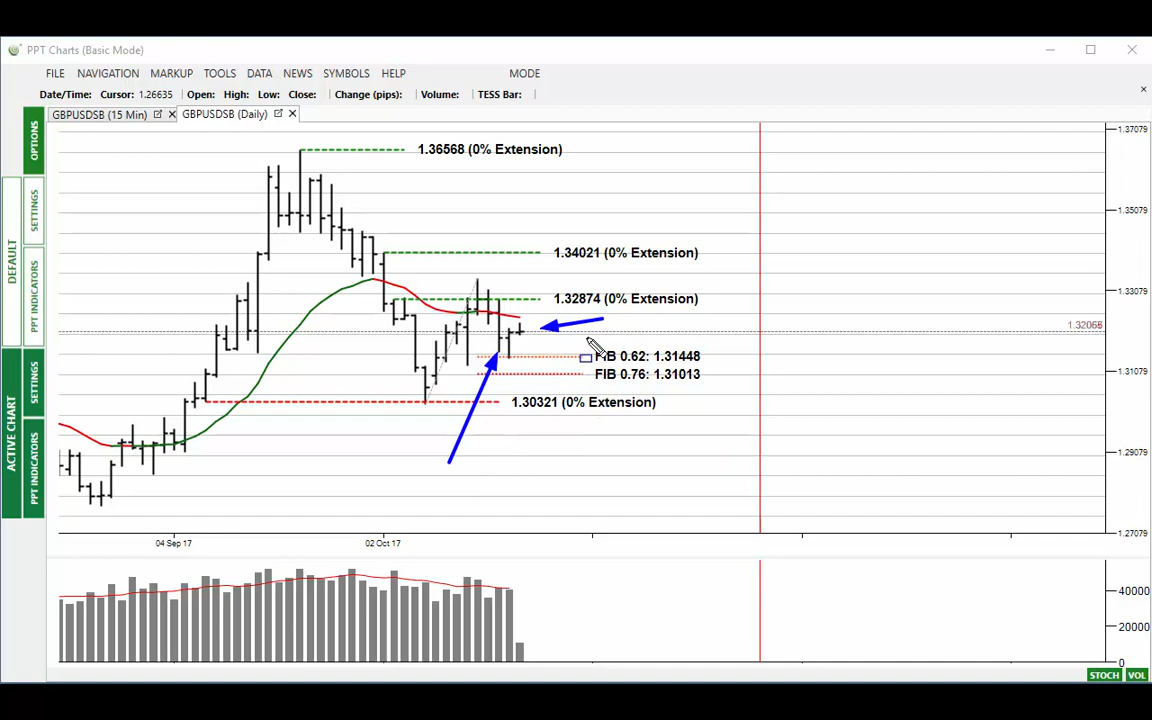 PPT Charts (Basic Mode)
FILE NAVIGATION MARKUP TOOLS DATA NEWS SYMBOLS HELP MODE
Date/Time: Cursor: 1.26635 Open: High: Low: Close: Change (pips): Volume: TESS Bar:
GBPUSDSB (15 Min) GBPUSDSB (Daily)
OPTIONS
SETTINGS
PPT INDICATORS
DEFAULT
SETTINGS
PPT INDICATORS
ACTIVE CHART
1.36568 (0% Extension)
1.34021 (0% Extension)
1.32874 (0% Extension)
FIB 0.62: 1.31448
FIB 0.76: 1.31013
1.30321 (0% Extension)
1.37079
1.35079
1.33079
1.32065
1.31079
1.29079
1.27079
04 Sep 17
02 Oct 17
40000
20000
0
STOCH VOL